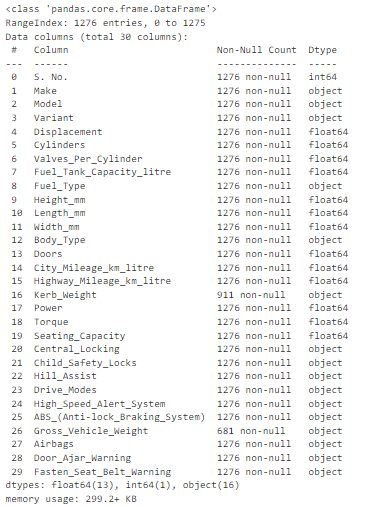 <class 'pandas.core.frame.DataFrame'>
RangeIndex: 1276 entries, 0 to 1275
Data columns (total 30 columns):
 #   Column                          Non-Null Count  Dtype
---  ------                          --------------  -----
 0   S. No.                          1276 non-null   int64
 1   Make                            1276 non-null   object
 2   Model                           1276 non-null   object
 3   Variant                         1276 non-null   object
 4   Displacement                    1276 non-null   float64
 5   Cylinders                       1276 non-null   float64
 6   Valves_Per_Cylinder             1276 non-null   float64
 7   Fuel_Tank_Capacity_litre        1276 non-null   float64
 8   Fuel_Type                       1276 non-null   object
 9   Height_mm                       1276 non-null   float64
 10  Length_mm                       1276 non-null   float64
 11  Width_mm                        1276 non-null   float64
 12  Body_Type                       1276 non-null   object
 13  Doors                           1276 non-null   float64
 14  City_Mileage_km_litre           1276 non-null   float64
 15  Highway_Mileage_km_litre        1276 non-null   float64
 16  Kerb_Weight                     911 non-null    object
 17  Power                           1276 non-null   float64
 18  Torque                          1276 non-null   float64
 19  Seating_Capacity                1276 non-null   float64
 20  Central_Locking                 1276 non-null   object
 21  Child_Safety_Locks              1276 non-null   object
 22  Hill_Assist                     1276 non-null   object
 23  Drive_Modes                     1276 non-null   object
 24  High_Speed_Alert_System         1276 non-null   object
 25  ABS_(Anti-lock_Braking_System)  1276 non-null   object
 26  Gross_Vehicle_Weight            681 non-null    object
 27  Airbags                         1276 non-null   object
 28  Door_Ajar_Warning               1276 non-null   object
 29  Fasten_Seat_Belt_Warning        1276 non-null   object
dtypes: float64(13), int64(1), object(16)
memory usage: 299.2+ KB